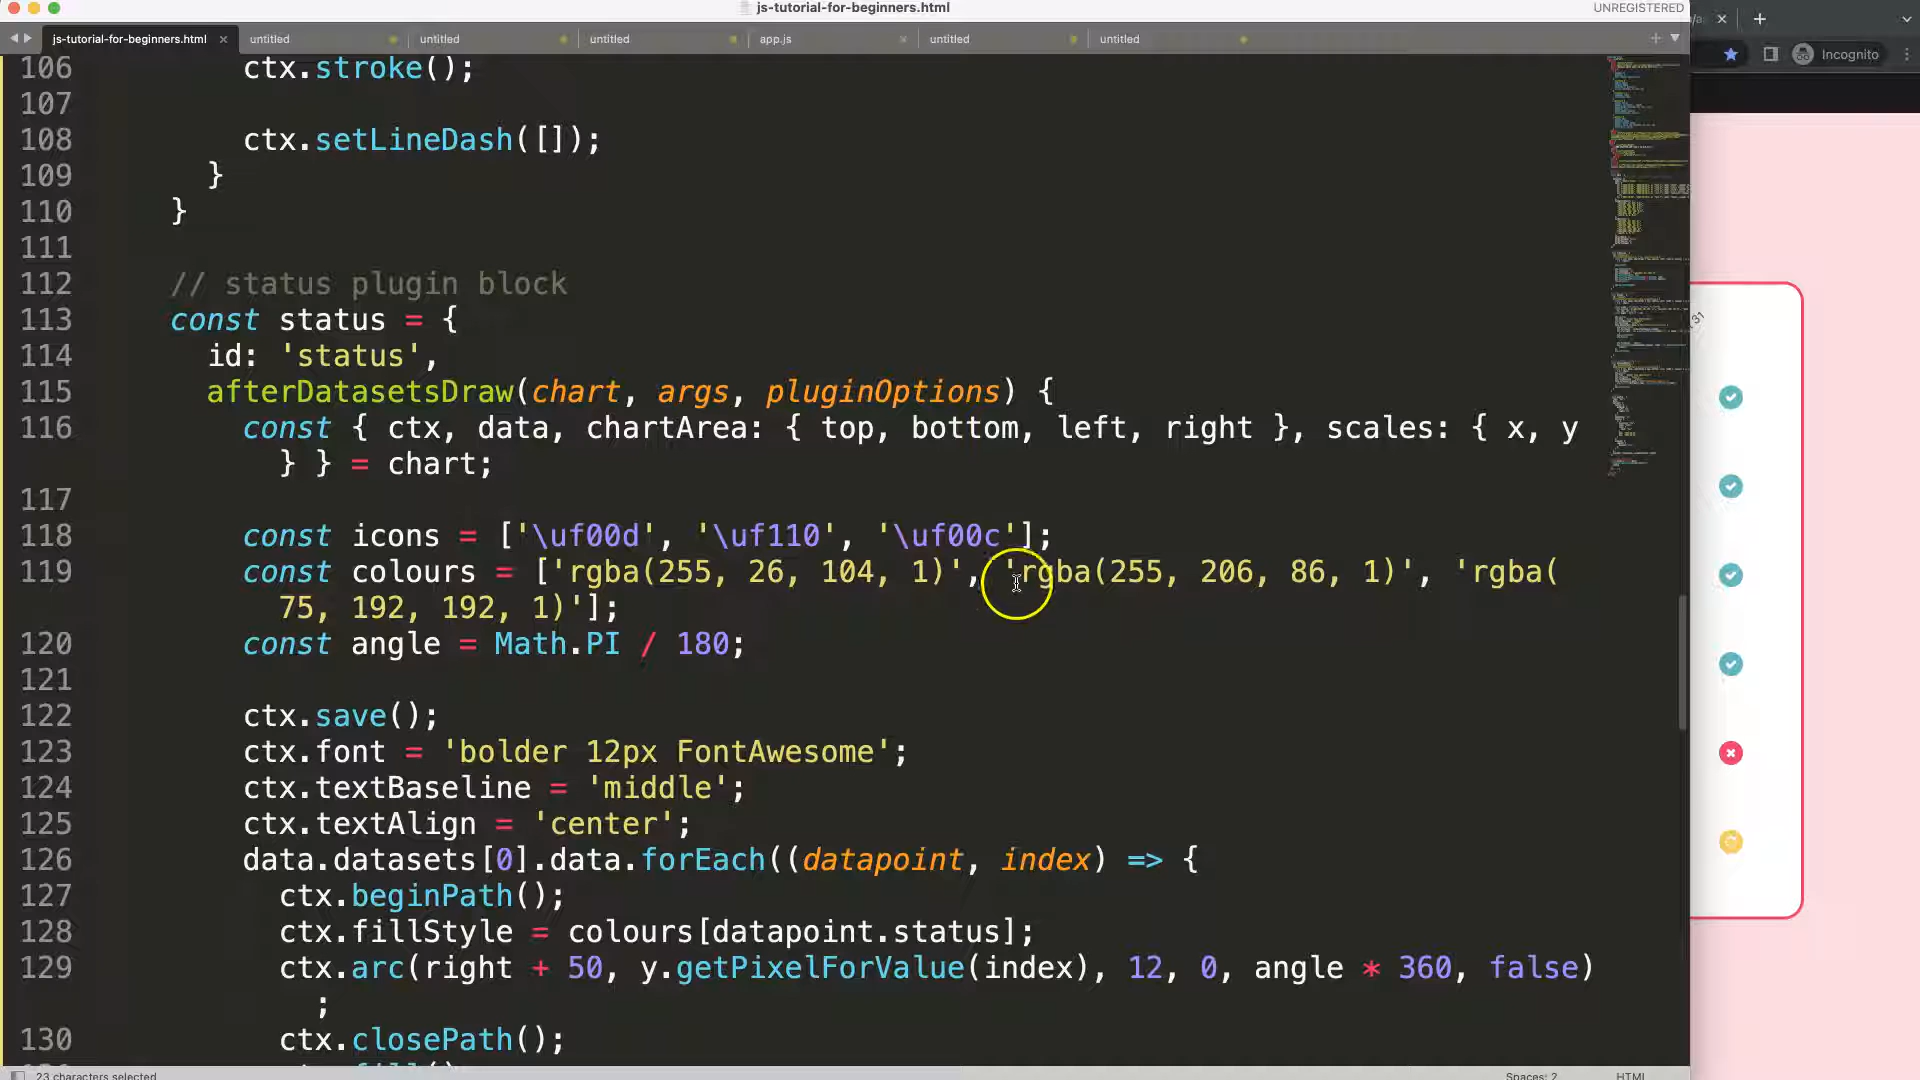 js-tutorial-for-beginners.html
UNREGISTERED
js-tutorial-for-beginners.html untitled untitled untitled app.js untitled untitled
Incognito
106 ctx.stroke();
107
108 ctx.setLineDash([]);
109 }
110 }
111
112 // status plugin block
113 const status = {
114 id: 'status',
115 afterDatasetsDraw(chart, args, pluginOptions) {
116 const { ctx, data, chartArea: { top, bottom, left, right }, scales: { x, y
} } = chart;
117
118 const icons = ['\uf00d', '\uf110', '\uf00c'];
119 const colours = ['rgba(255, 26, 104, 1)', 'rgba(255, 206, 86, 1)', 'rgba(
75, 192, 192, 1)'];
120 const angle = Math.PI / 180;
121
122 ctx.save();
123 ctx.font = 'bolder 12px FontAwesome';
124 ctx.textBaseline = 'middle';
125 ctx.textAlign = 'center';
126 data.datasets[0].data.forEach((datapoint, index) => {
127 ctx.beginPath();
128 ctx.fillStyle = colours[datapoint.status];
129 ctx.arc(right + 50, y.getPixelForValue(index), 12, 0, angle * 360, false)
;
130 ctx.closePath();
23 characters selected
Spaces: 2 HTML
31